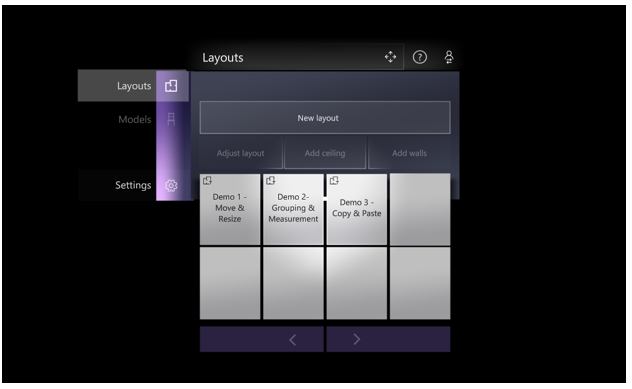 Layouts
Layouts
Models
Settings
New layout
Adjust layout
Add ceiling
Add walls
Demo 1 -
Move &
Resize
Demo 2-
Grouping &
Measurement
Demo 3 -
Copy & Paste